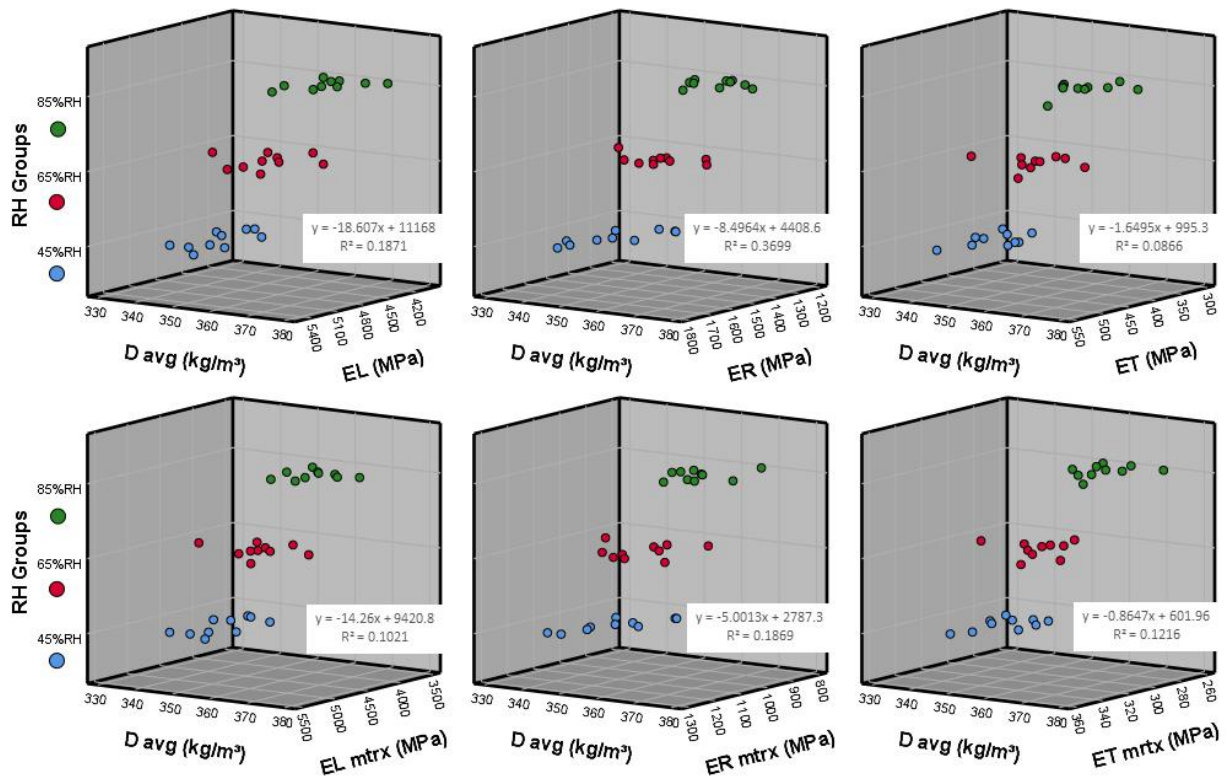 RH Groups
85%RH
65%RH
45%RH
y = -18.607x + 11168
R² = 0.1871
330
340
350
360
370
380
5400
5100
4800
4500
4200
D avg (kg/m³)
EL (MPa)
y = -8.4964x + 4408.6
R² = 0.3699
330
340
350
360
370
380
1800
1700
1600
1500
1400
1300
1200
D avg (kg/m³)
ER (MPa)
y = -1.6495x + 995.3
R² = 0.0866
330
340
350
360
370
380
550
500
450
400
350
300
D avg (kg/m³)
ET (MPa)
RH Groups
85%RH
65%RH
45%RH
y = -14.26x + 9420.8
R² = 0.1021
330
340
350
360
370
380
5500
5000
4500
4000
3500
D avg (kg/m³)
EL mtrx (MPa)
y = -5.0013x + 2787.3
R² = 0.1869
330
340
350
360
370
380
1300
1200
1100
1000
900
800
D avg (kg/m³)
ER mtrx (MPa)
y = -0.8647x + 601.96
R² = 0.1216
330
340
350
360
370
380
360
340
320
300
280
260
D avg (kg/m³)
ET mrtx (MPa)